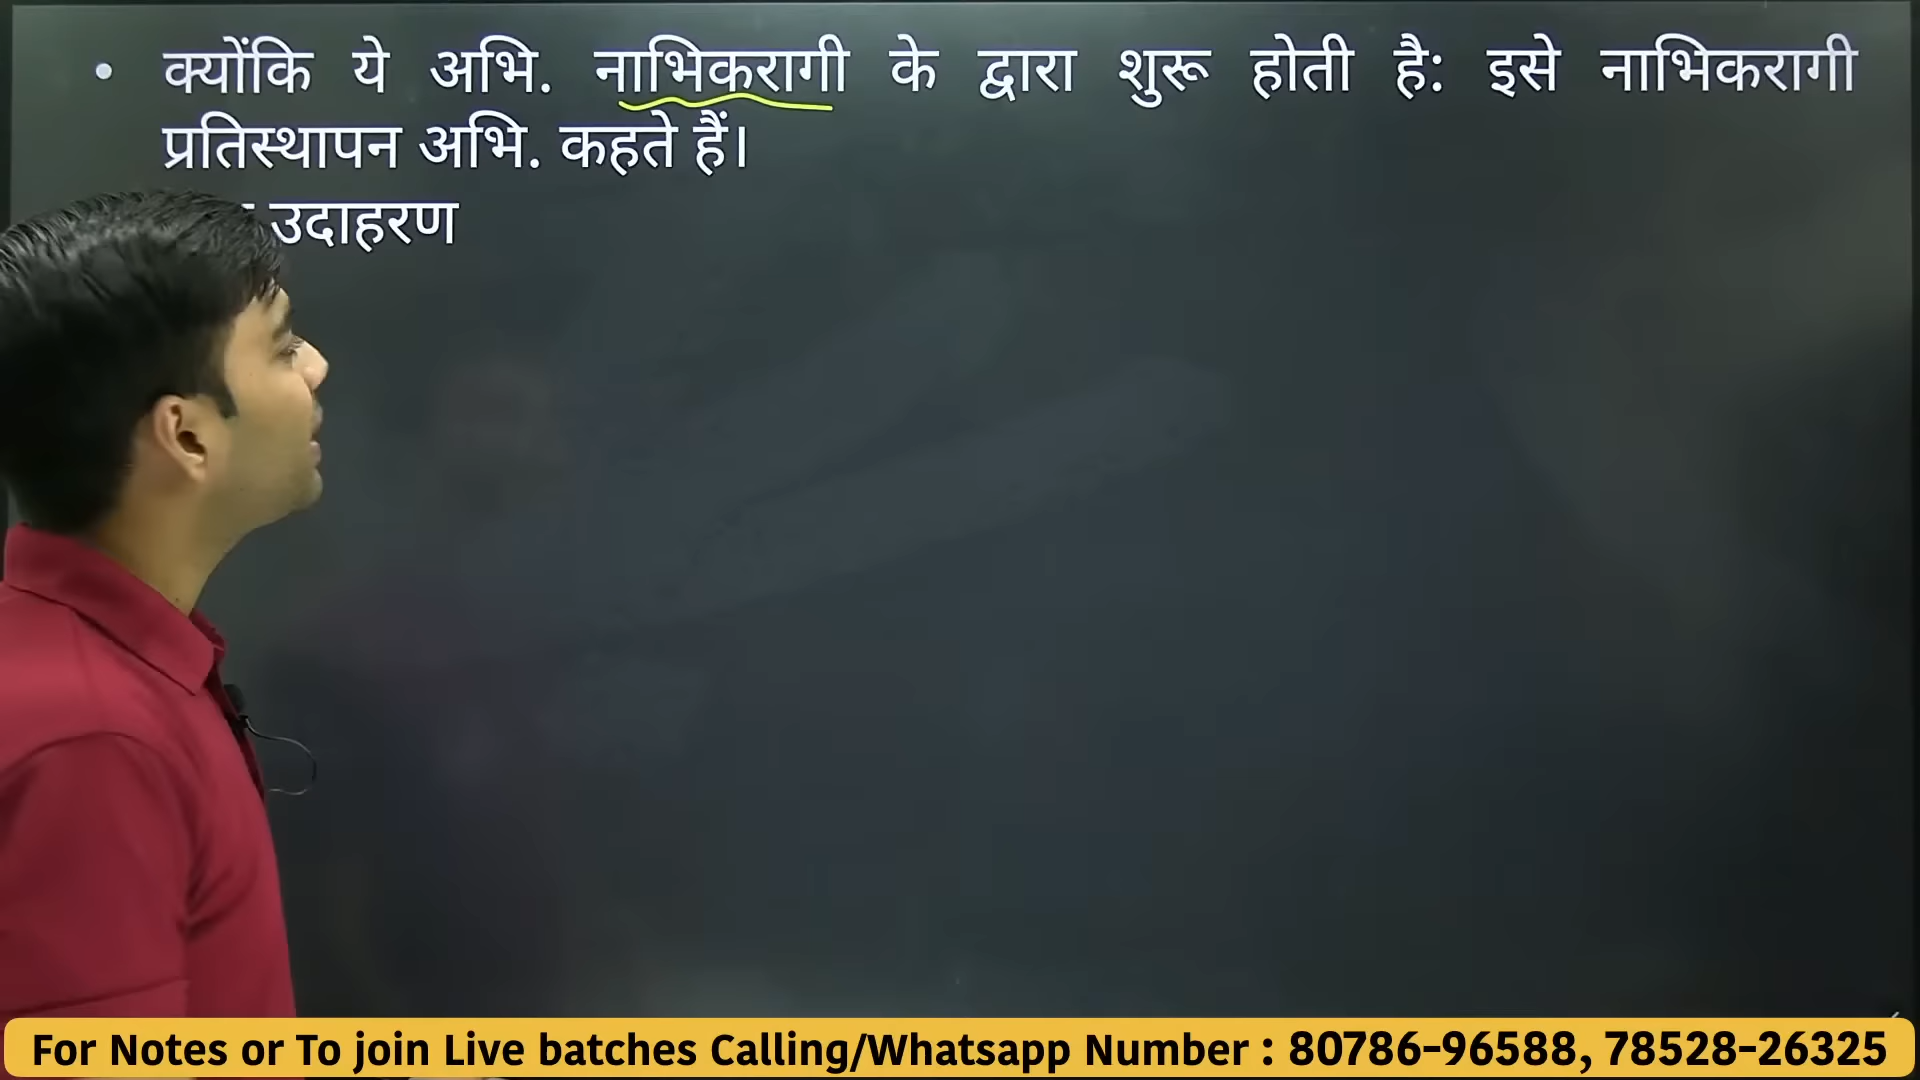 • क्योंकि ये अभि. नाभिकरागी के द्वारा शुरू होती है: इसे नाभिकरागी
प्रतिस्थापन अभि. कहते हैं।
उदाहरण
For Notes or To join Live batches Calling/Whatsapp Number : 80786-96588, 78528-26325